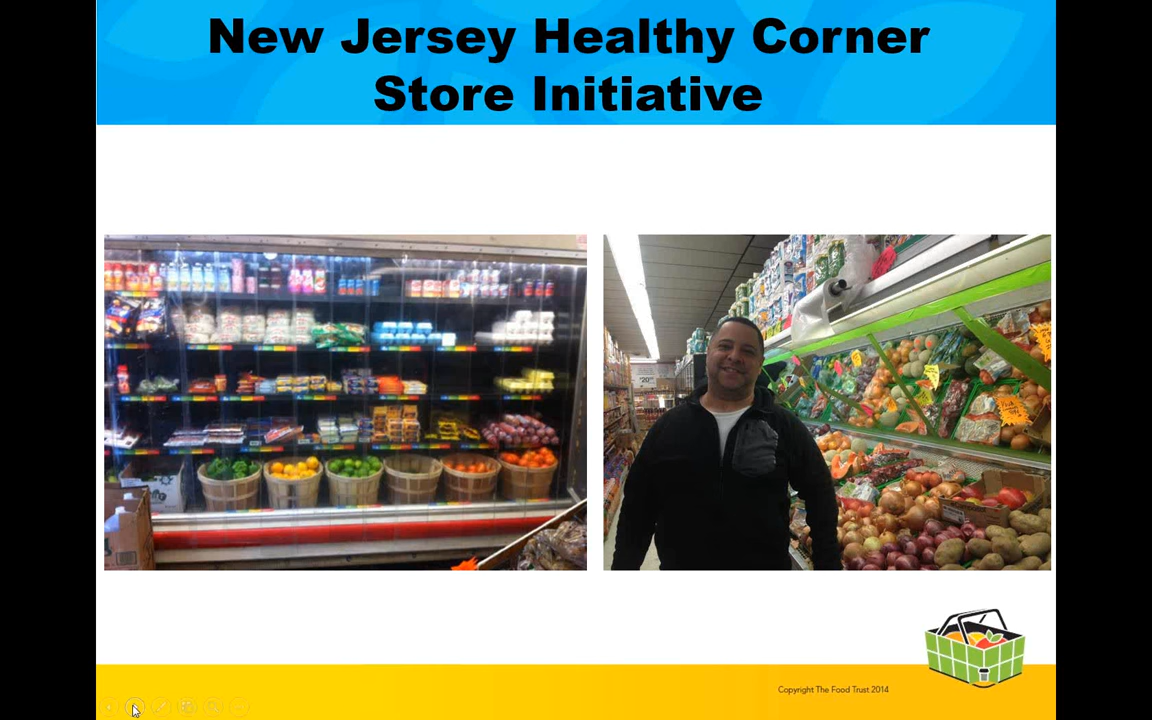 New Jersey Healthy Corner
Store Initiative
Copyright The Food Trust 2014